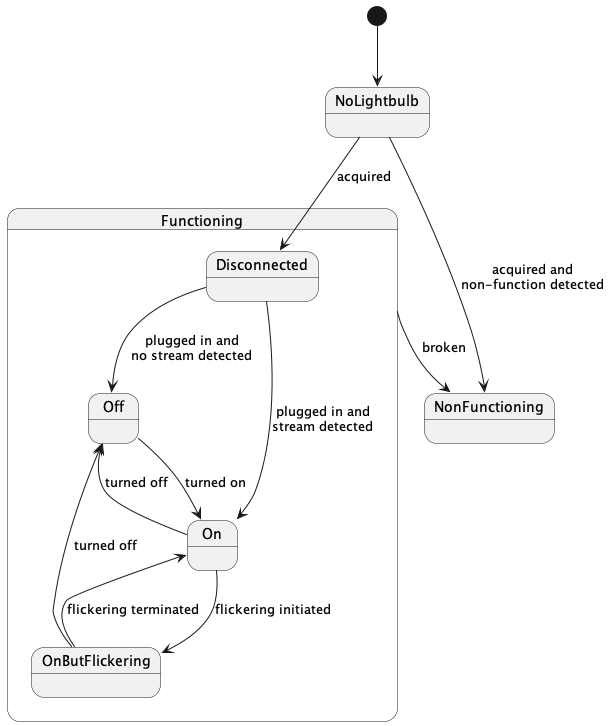 NoLightbulb
acquired
acquired and
non-function detected
Functioning
Disconnected
plugged in and
no stream detected
broken
NonFunctioning
Off
plugged in and
stream detected
turned off
turned on
On
turned off
flickering terminated
flickering initiated
OnButFlickering